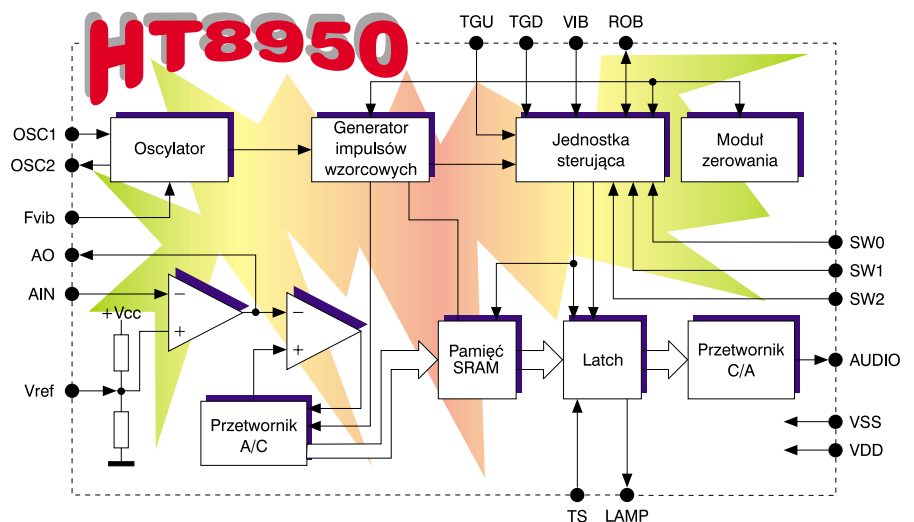 HT8950
TGU TGD VIB ROB
OSC1
OSC2
Oscylator
Generator
impulsów
wzorcowych
Jednostka
sterująca
Moduł
zerowania
Fvib
AO
AIN
+Vcc
Vref
−
+
−
+
SW0
SW1
SW2
Przetwornik
A/C
Pamięć
SRAM
Latch
Przetwornik
C/A
AUDIO
VSS
VDD
TS LAMP